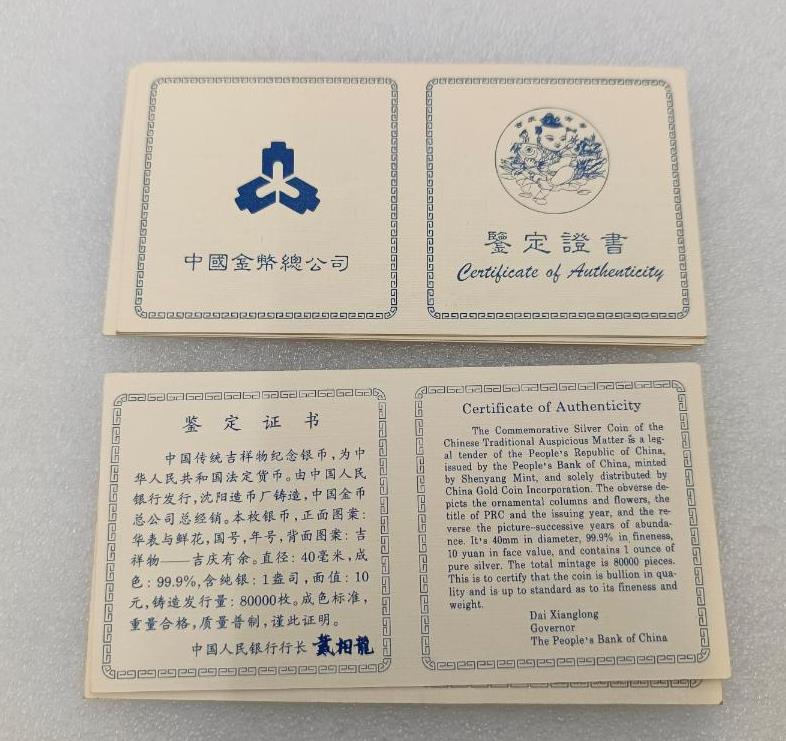 中國金幣總公司
吉慶有餘
鑒定證書
Certificate of Authenticity
鉴定证书
中国传统吉祥物纪念银币，为中
华人民共和国法定货币。由中国人民
银行发行，沈阳造币厂铸造，中国金币
总公司总经销。本枚银币，正面图案：
华表与鲜花，国号，年号，背面图案：吉
祥物——吉庆有余。直径：40毫米，成
色：99.9%，含纯银：1盎司，面值：10
元，铸造发行量：80000枚。成色标准，
重量合格，质量普制，谨此证明。
中国人民银行行长 戴相龍
Certificate of Authenticity
The Commemorative Silver Coin of the
Chinese Traditional Auspicious Matter is a leg-
al tender of the People's Republic of China,
issued by the People's Bank of China, minted
by Shenyang Mint, and solely distributed by
China Gold Coin Incorporation. The obverse de-
picts the ornamental columns and flowers, the
title of PRC and the issuing year, and the re-
verse the picture-successive years of abunda-
nce. It's 40mm in diameter, 99.9% in fineness,
10 yuan in face value, and contains 1 ounce of
pure silver. The total mintage is 80000 pieces.
This is to certify that the coin is bullion in qua-
lity and is up to standard as to its fineness and
weight.
Dai Xianglong
Governor
The People's Bank of China